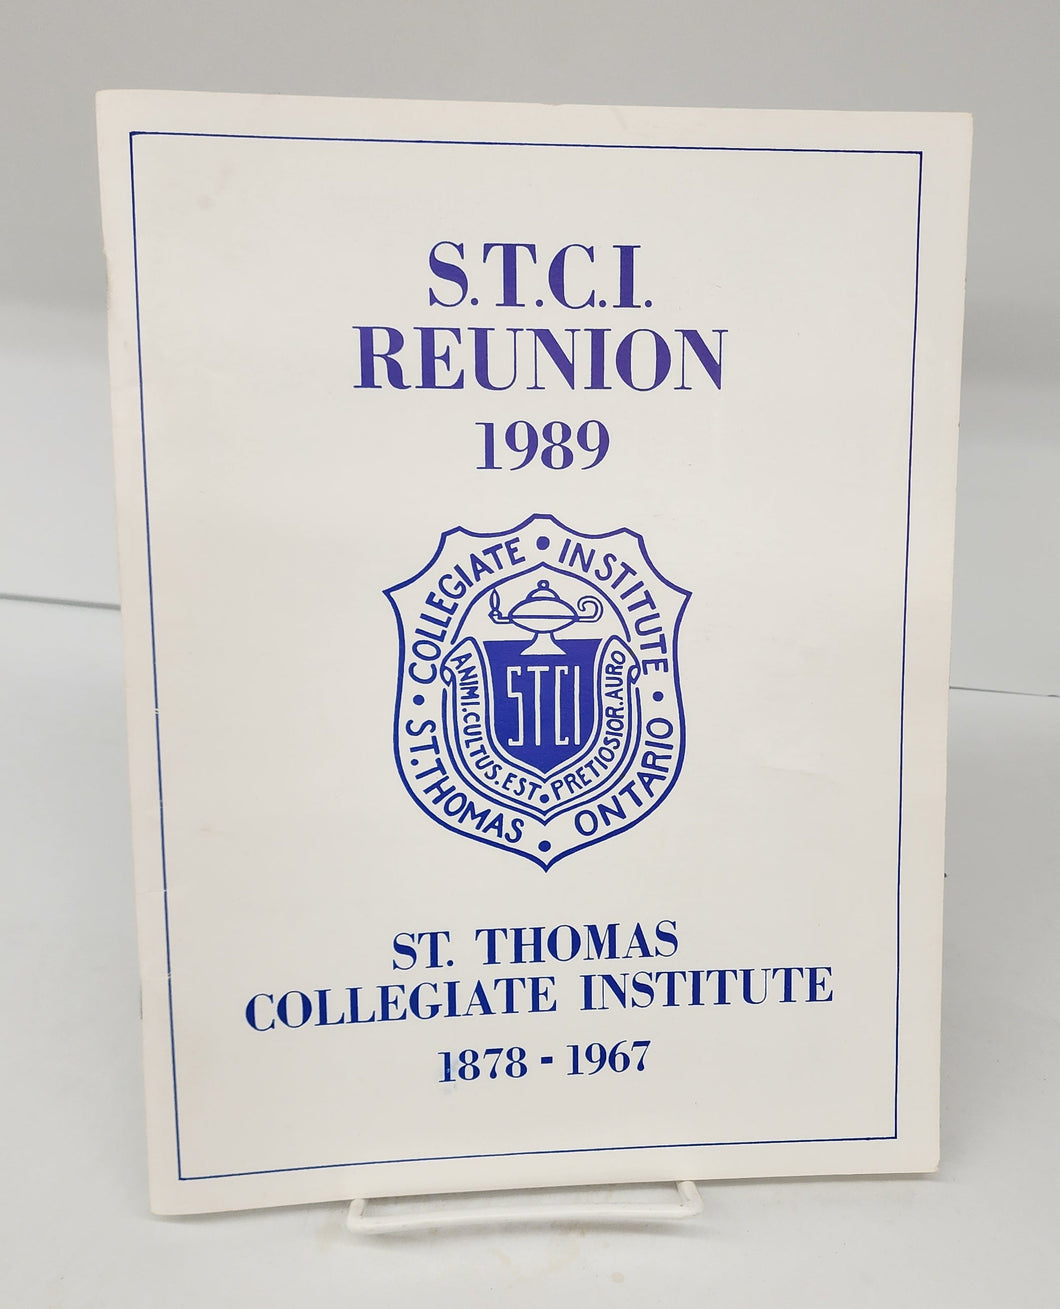 S.T.C.I.
REUNION
1989
COLLEGIATE • INSTITUTE
• ST. THOMAS • ONTARIO •
ANIMI.CULTUS.EST.PRETIOSIOR.AURO
STCI
ST. THOMAS
COLLEGIATE INSTITUTE
1878 - 1967